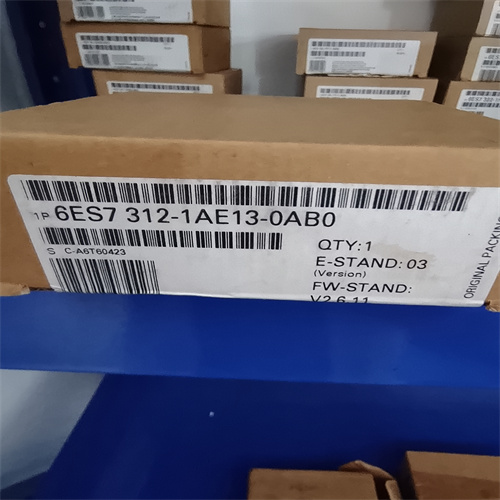 1P 6ES7 312-1AE13-0AB0
S C-A6T60423
QTY:1
E-STAND: 03
(Version)
FW-STAND:
V2.6.11
ORIGINAL PACKING